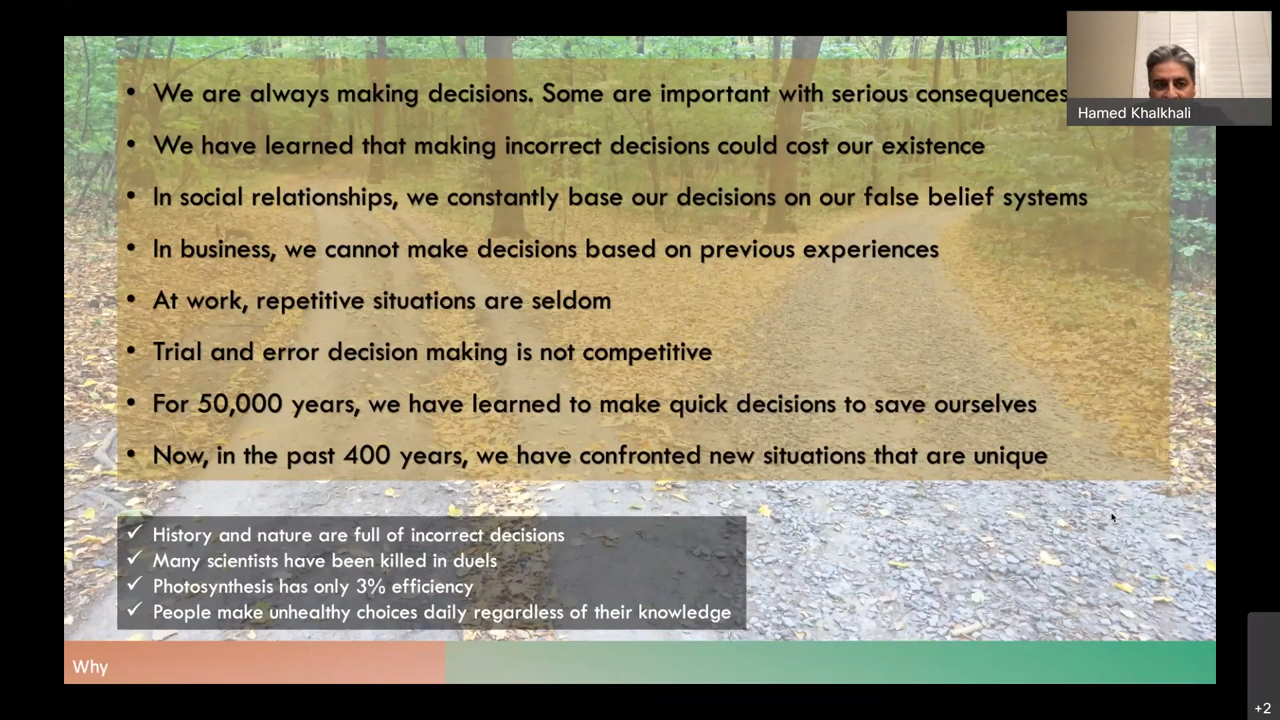 We are always making decisions. Some are important with serious consequences
We have learned that making incorrect decisions could cost our existence
In social relationships, we constantly base our decisions on our false belief systems
In business, we cannot make decisions based on previous experiences
At work, repetitive situations are seldom
Trial and error decision making is not competitive
For 50,000 years, we have learned to make quick decisions to save ourselves
Now, in the past 400 years, we have confronted new situations that are unique
History and nature are full of incorrect decisions
Many scientists have been killed in duels
Photosynthesis has only 3% efficiency
People make unhealthy choices daily regardless of their knowledge
Why
Hamed Khalkhali
+2